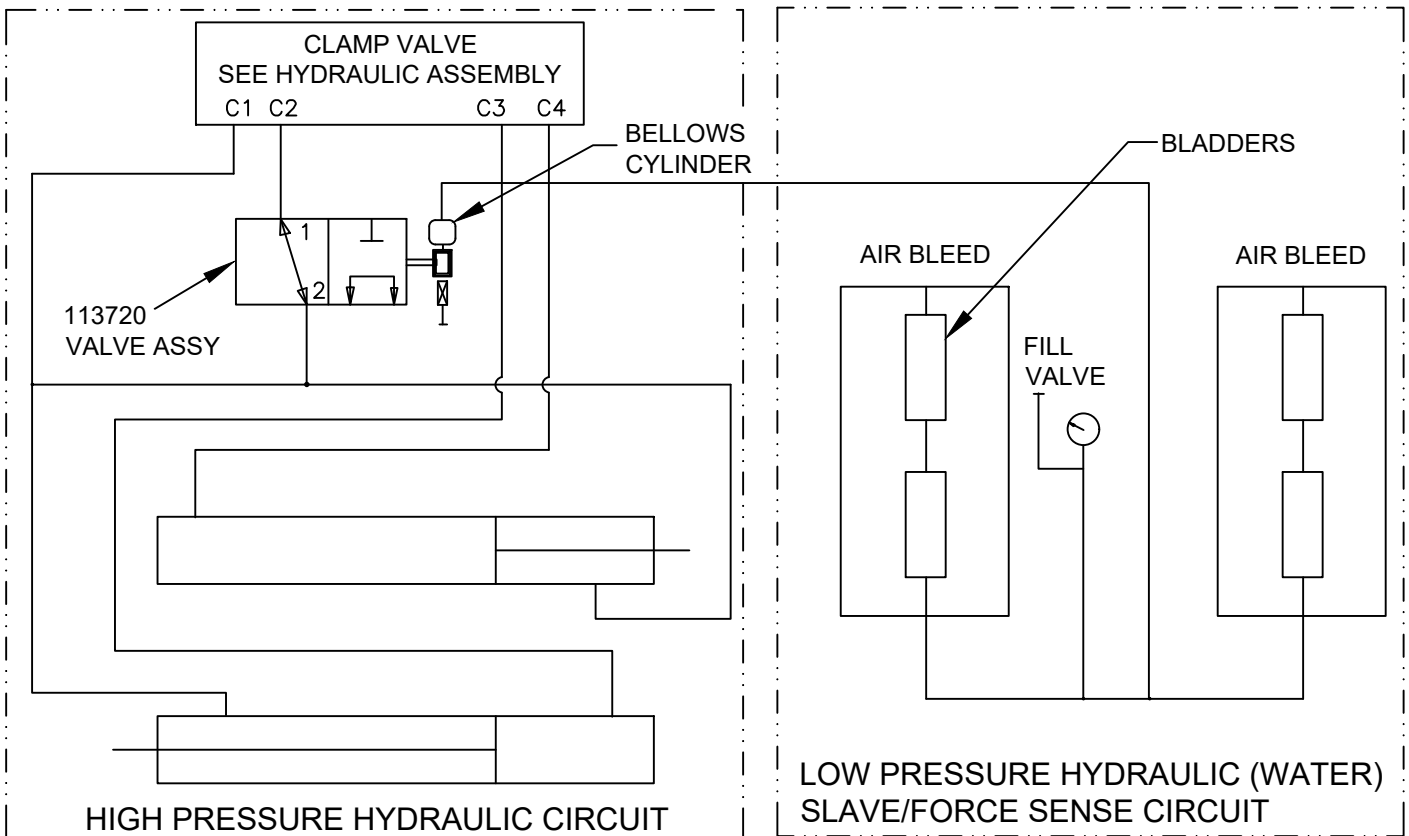 CLAMP VALVE
SEE HYDRAULIC ASSEMBLY
C1 C2 C3 C4
BELLOWS
CYLINDER
BLADDERS
1
2
113720
VALVE ASSY
AIR BLEED
AIR BLEED
FILL
VALVE
HIGH PRESSURE HYDRAULIC CIRCUIT
LOW PRESSURE HYDRAULIC (WATER)
SLAVE/FORCE SENSE CIRCUIT